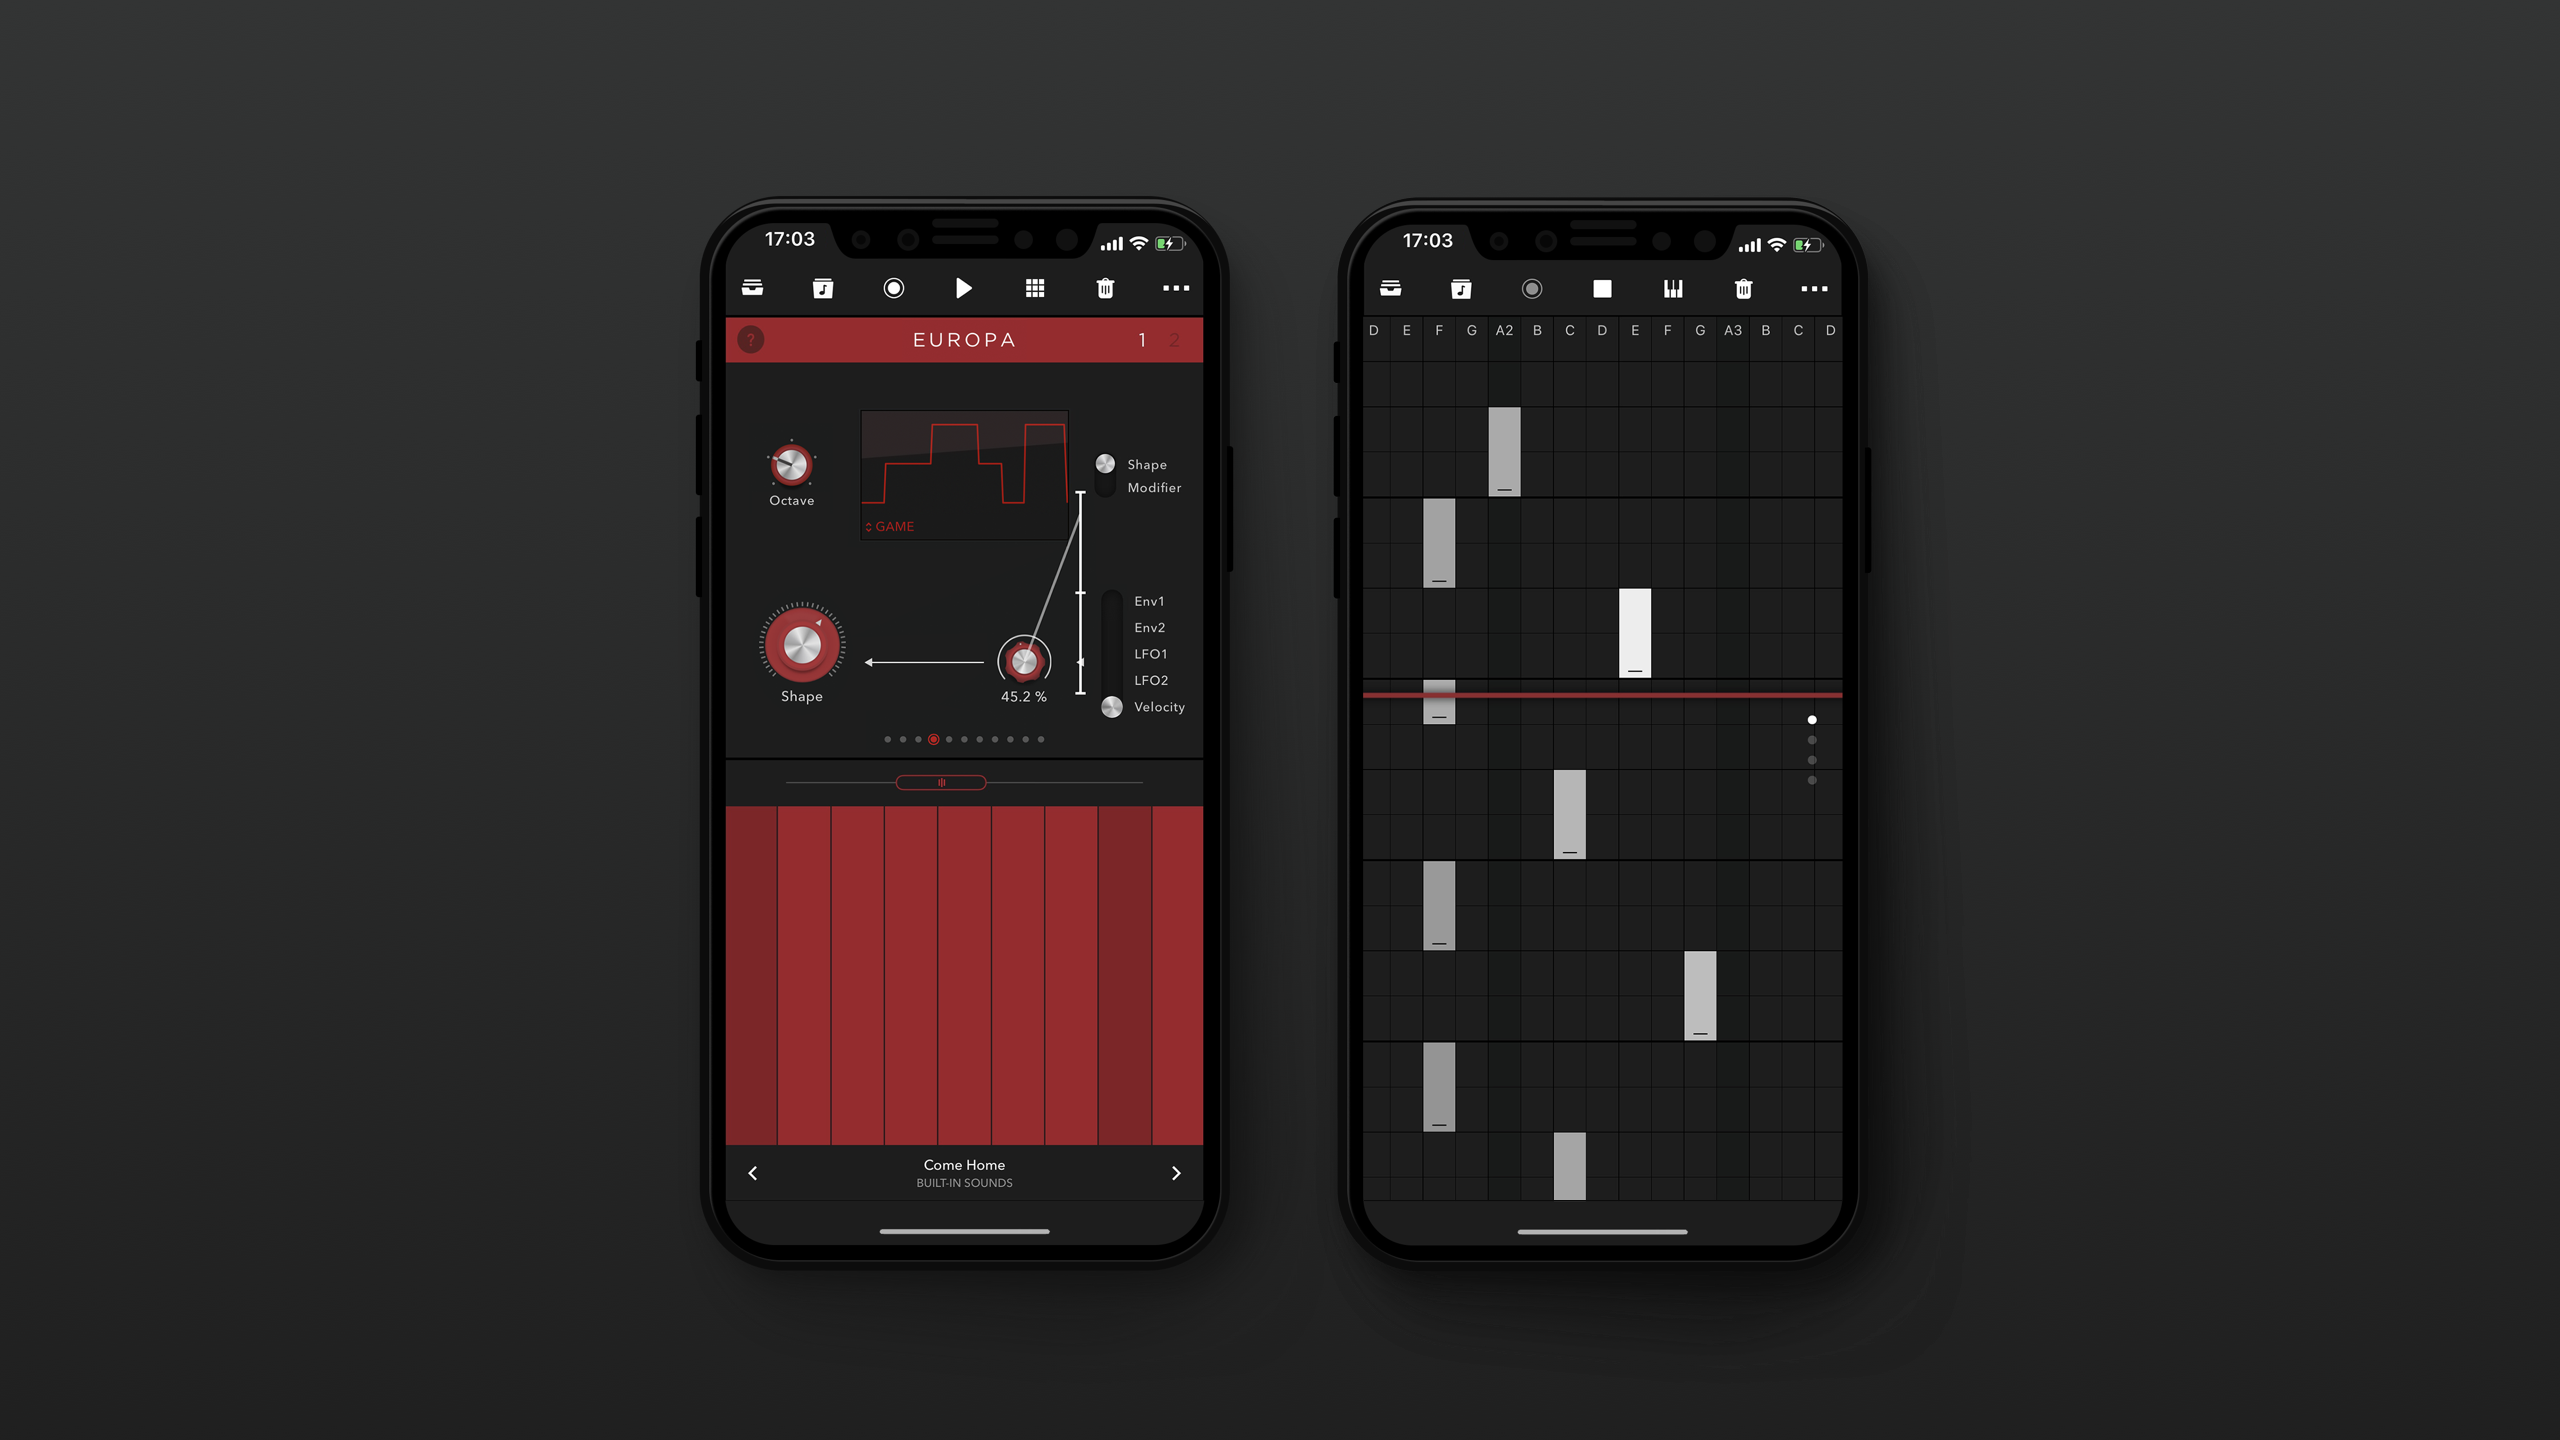 17:03
?
EUROPA
1 2
Octave
GAME
Shape
Modifier
Env1
Env2
LFO1
LFO2
Velocity
Shape
45.2 %
Come Home
BUILT-IN SOUNDS
17:03
D E F G A2 B C D E F G A3 B C D